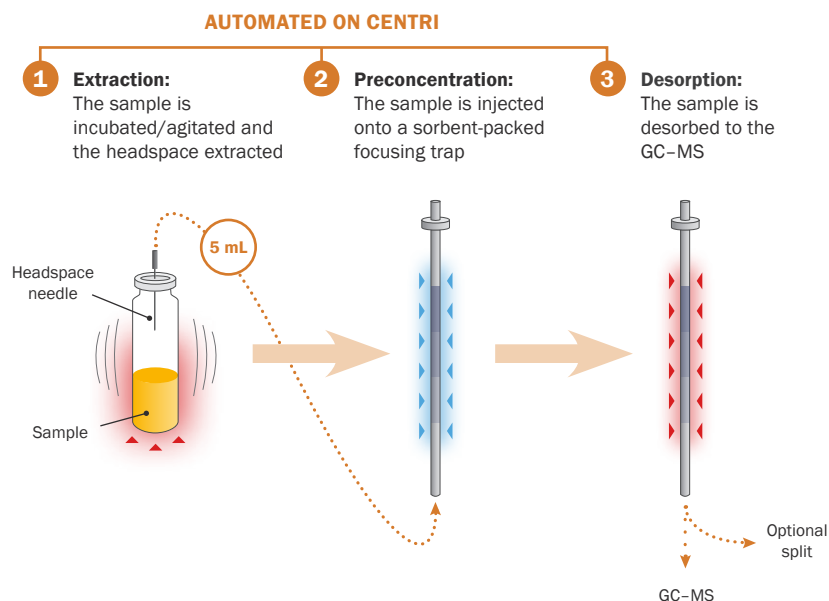 AUTOMATED ON CENTRI
1 Extraction:
The sample is
incubated/agitated and
the headspace extracted
2 Preconcentration:
The sample is injected
onto a sorbent-packed
focusing trap
3 Desorption:
The sample is
desorbed to the
GC–MS
5 mL
Headspace
needle
Sample
Optional
split
GC–MS